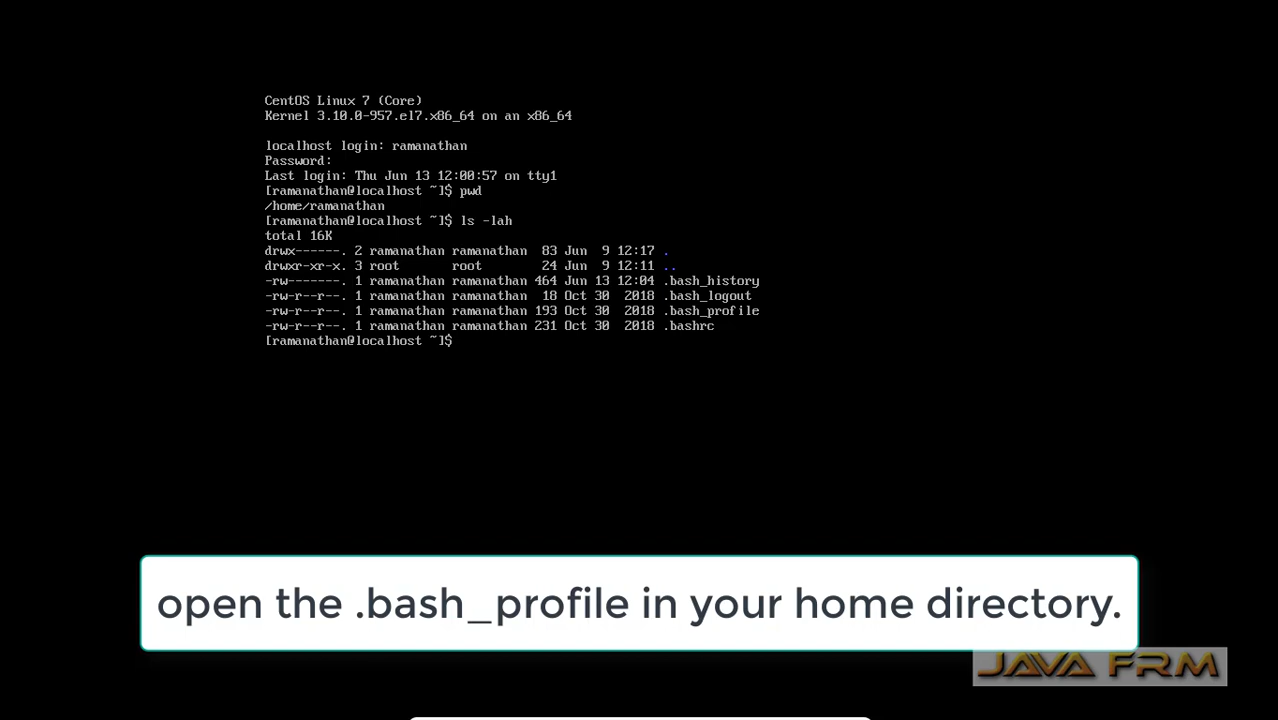 CentOS Linux 7 (Core)
Kernel 3.10.0-957.el7.x86_64 on an x86_64
localhost login: ramanathan
Password:
Last login: Thu Jun 13 12:00:57 on tty1
[ramanathan@localhost ~]$ pwd
/home/ramanathan
[ramanathan@localhost ~]$ ls -lah
total 16K
drwx------. 2 ramanathan ramanathan  83 Jun  9 12:17 .
drwxr-xr-x. 3 root       root        24 Jun  9 12:11 ..
-rw-------. 1 ramanathan ramanathan 464 Jun 13 12:04 .bash_history
-rw-r--r--. 1 ramanathan ramanathan  18 Oct 30  2018 .bash_logout
-rw-r--r--. 1 ramanathan ramanathan 193 Oct 30  2018 .bash_profile
-rw-r--r--. 1 ramanathan ramanathan 231 Oct 30  2018 .bashrc
[ramanathan@localhost ~]$
open the .bash_profile in your home directory.
JAVA FRM